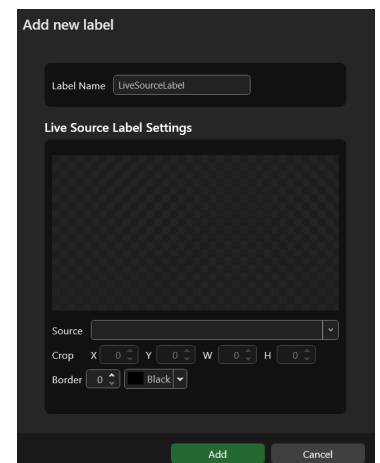 Add new label
Label Name LiveSourceLabel
Live Source Label Settings
Source
Crop X 0 Y 0 W 0 H 0
Border 0 Black
Add Cancel